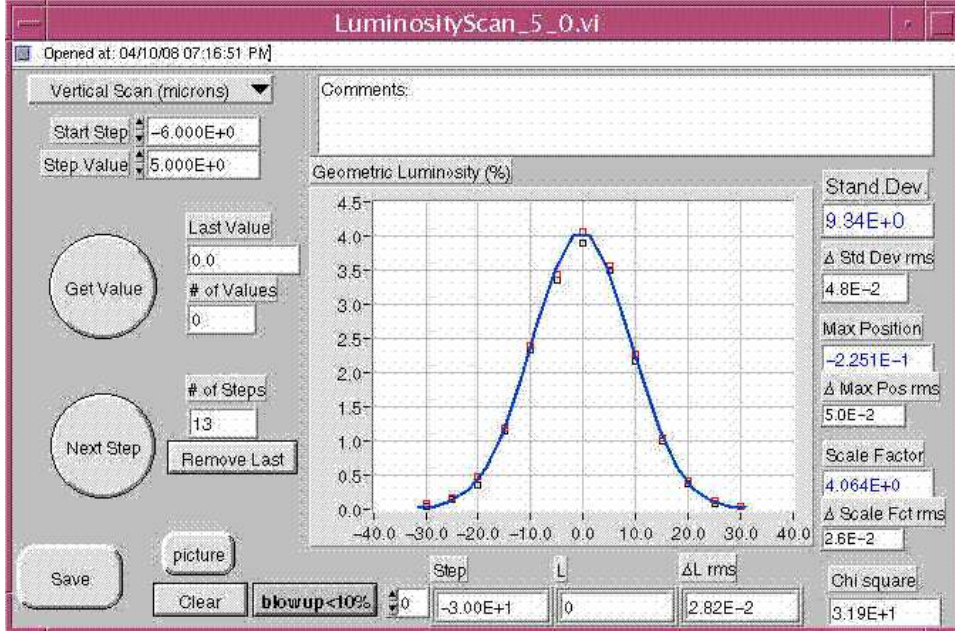 LuminosityScan_5_0.vi
Opened at: 04/10/08 07:16:51 PM
Vertical Scan (microns)
Start Step -6.000E+0
Step Value 5.000E+0
Comments:
Geometric Luminosity (%)
4.5
4.0
3.5
3.0
2.5
2.0
1.5
1.0
0.5
0.0
-40.0 -30.0 -20.0 -10.0 0.0 10.0 20.0 30.0 40.0
Get Value
Last Value
0.0
# of Values
0
Next Step
# of Steps
13
Remove Last
Stand.Dev.
9.34E+0
Δ Std Dev rms
4.8E-2
Max Position
-2.251E-1
Δ Max Pos rms
5.0E-2
Scale Factor
4.064E+0
Δ Scale Fct rms
2.6E-2
Save
picture
Clear
blowup<10%
0
Step
-3.00E+1
L
0
ΔL rms
2.82E-2
Chi square
3.19E+1